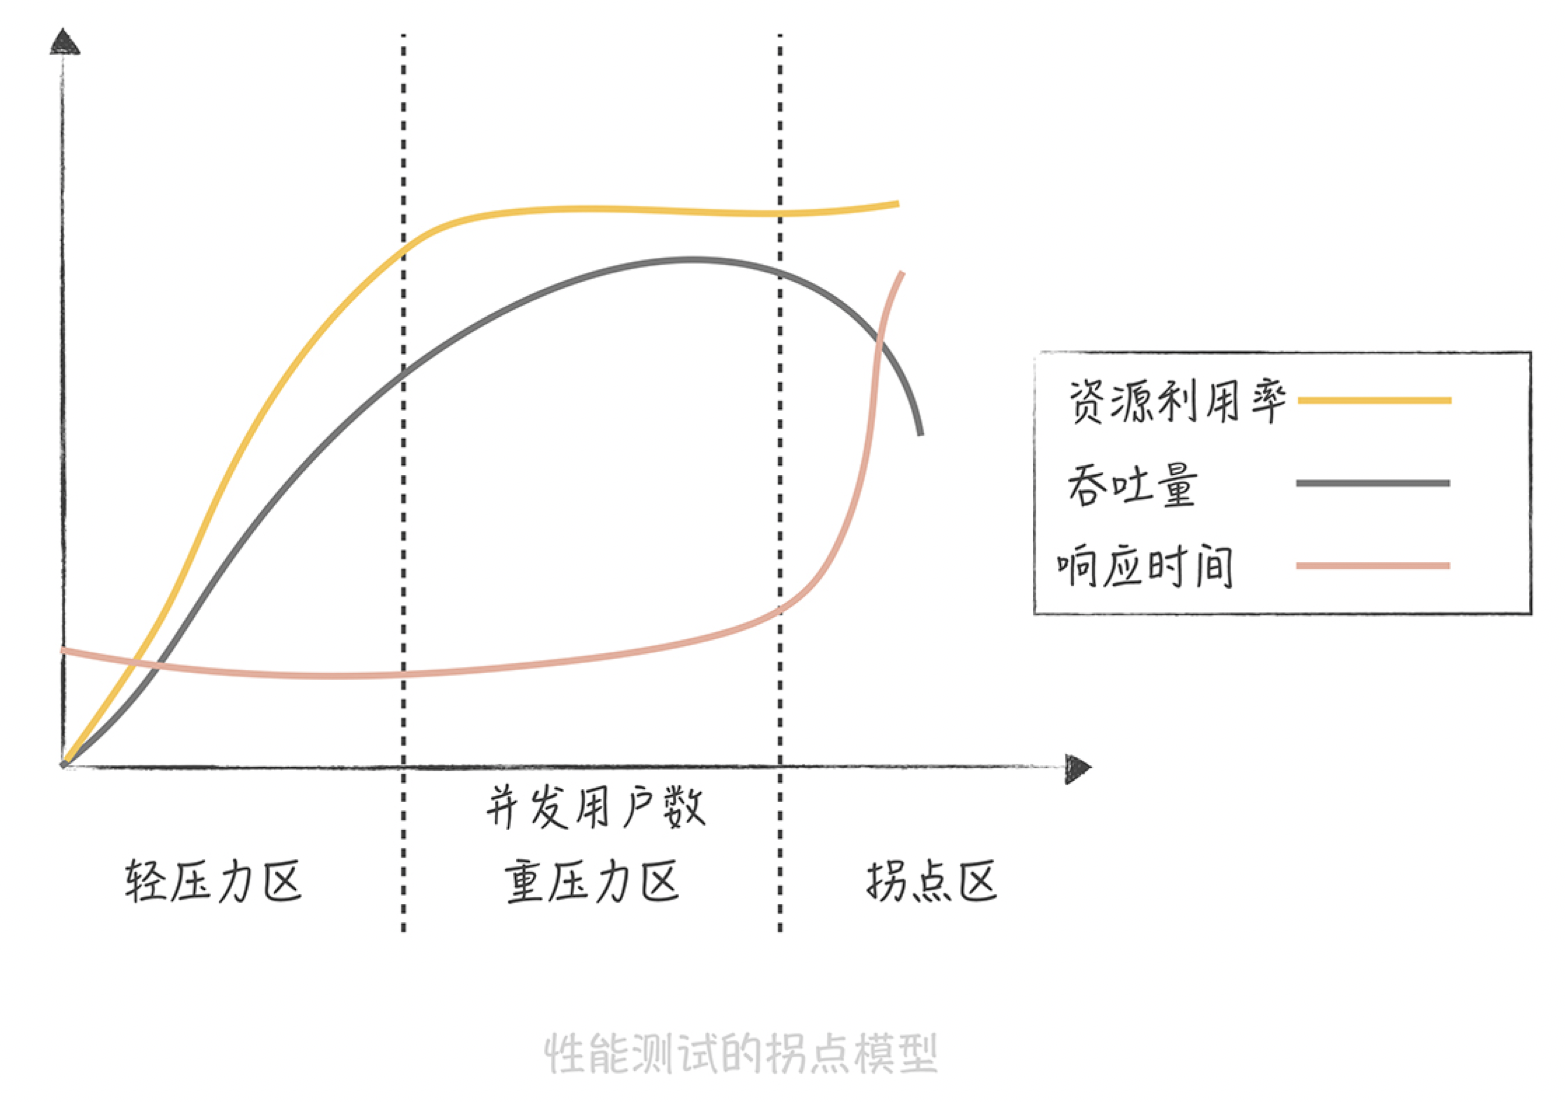 资源利用率
吞吐量
响应时间
并发用户数
轻压力区
重压力区
拐点区
性能测试的拐点模型